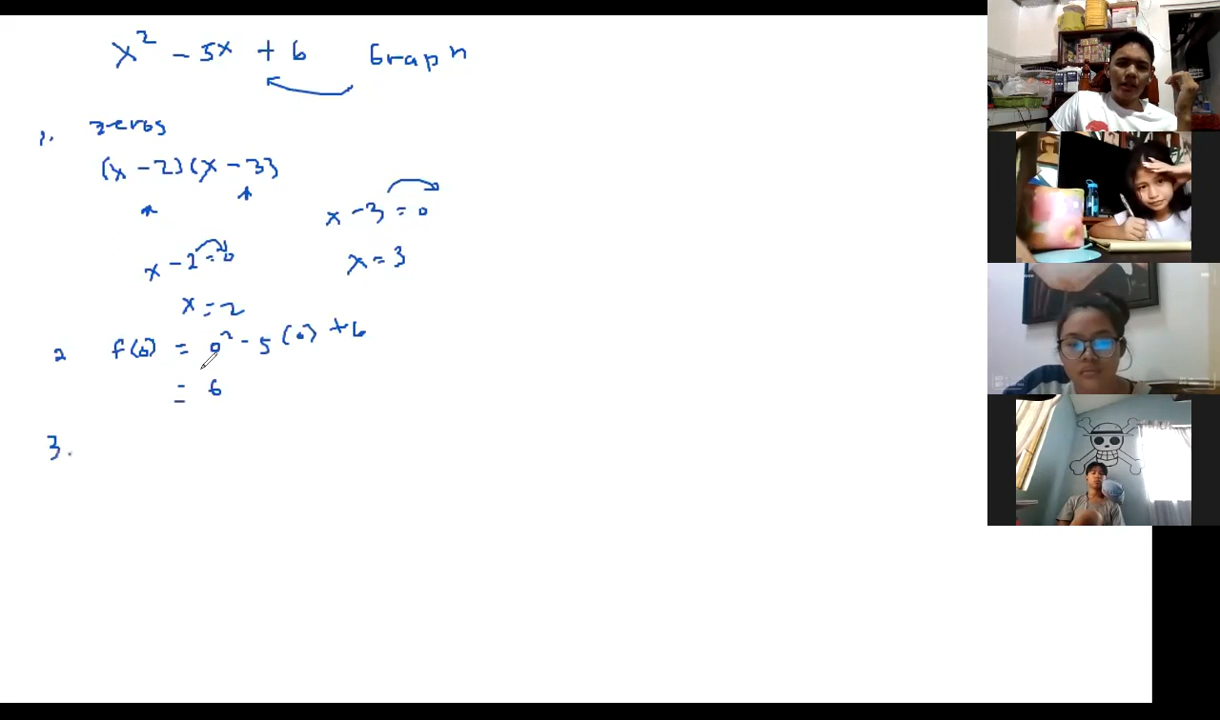 x² - 5x + 6 Graph
1. zeros
(x - 2)(x - 3)
x - 3 = 0
x - 2 = 0
x = 3
x = 2
2 f(0) = 0² - 5(0) + 6
= 6
3.